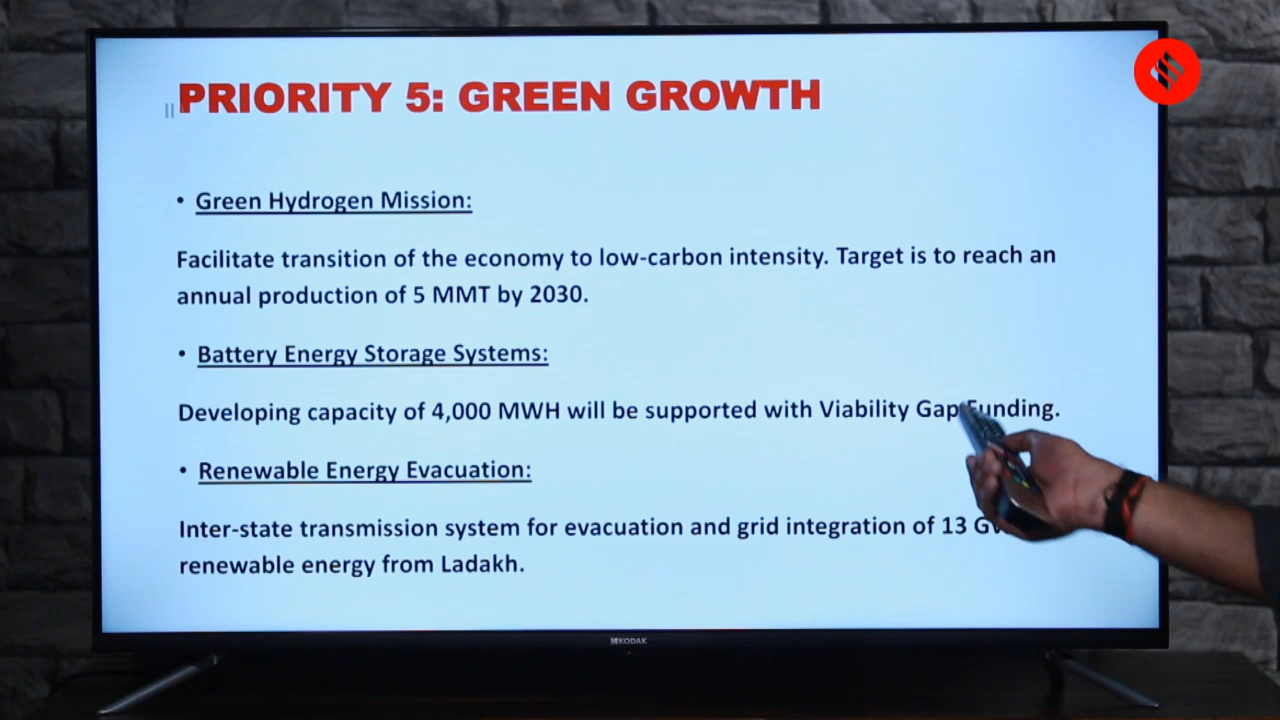 PRIORITY 5: GREEN GROWTH
• Green Hydrogen Mission:
Facilitate transition of the economy to low-carbon intensity. Target is to reach an
annual production of 5 MMT by 2030.
• Battery Energy Storage Systems:
Developing capacity of 4,000 MWH will be supported with Viability Gap Funding.
• Renewable Energy Evacuation:
Inter-state transmission system for evacuation and grid integration of 13
renewable energy from Ladakh.
KODAK